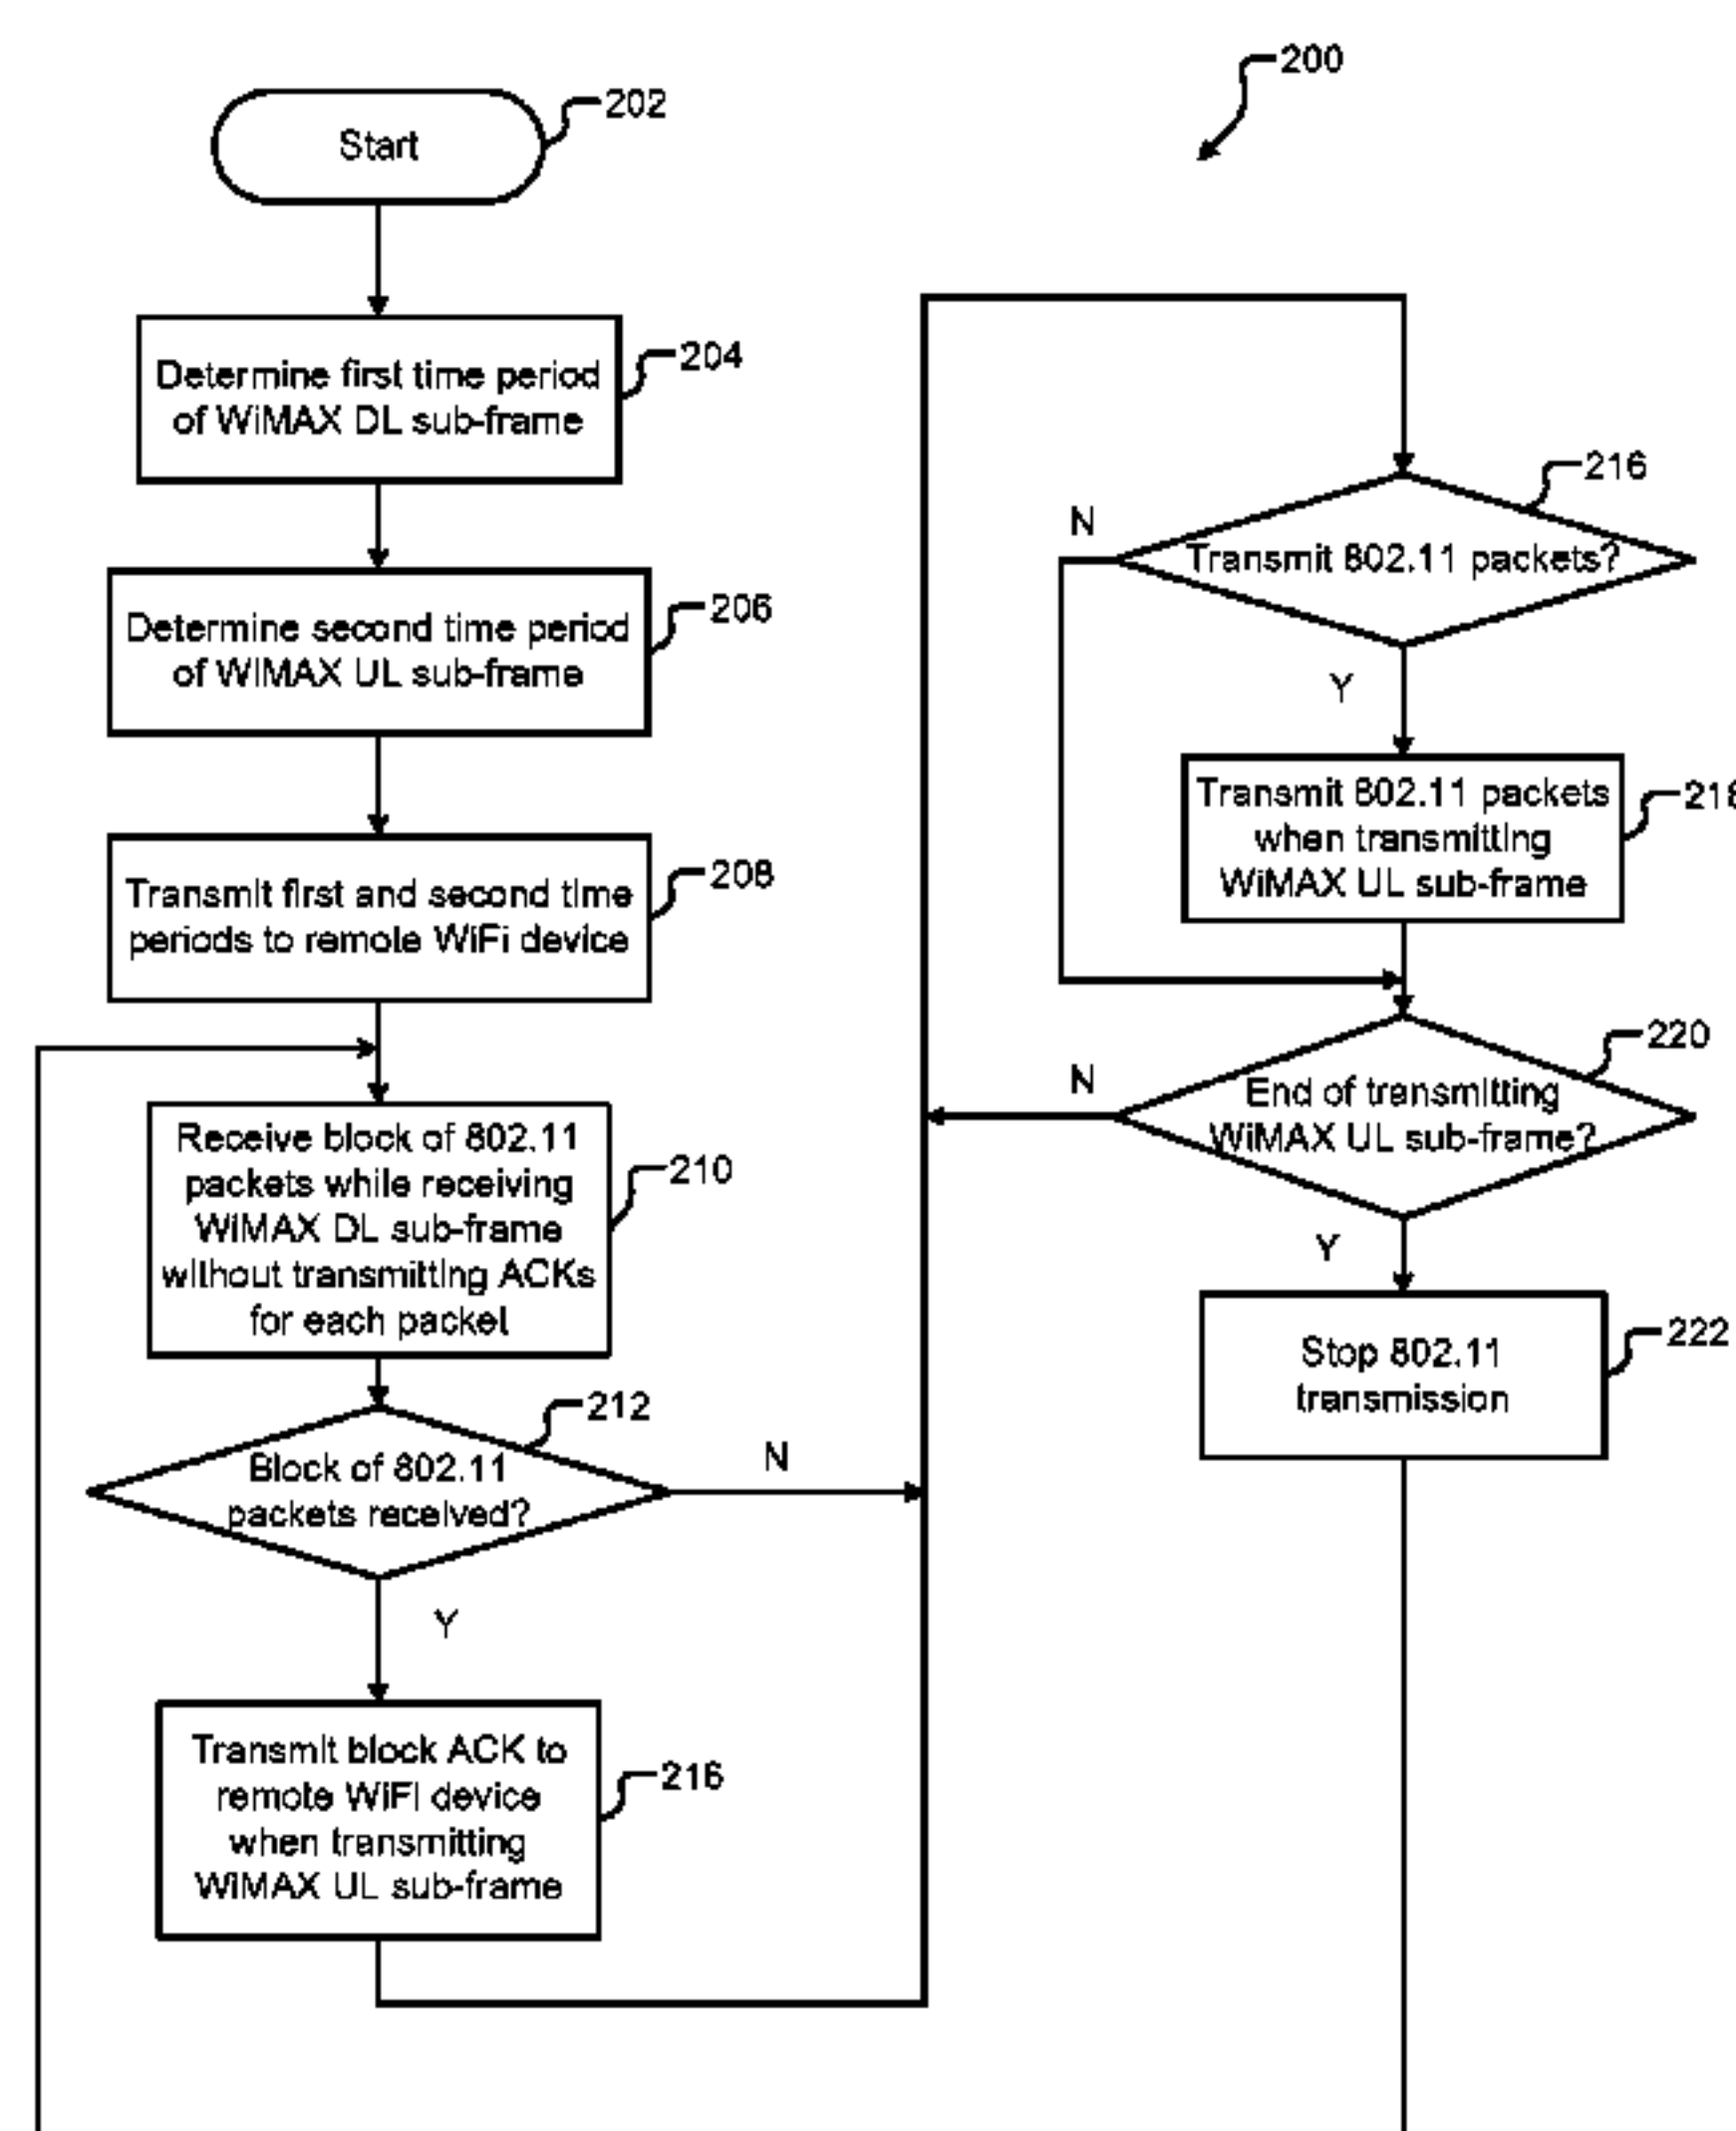 200
Start
202
Determine first time period
of WiMAX DL sub-frame
204
Determine second time period
of WiMAX UL sub-frame
206
Transmit first and second time
periods to remote WiFi device
208
Receive block of 802.11
packets while receiving
WiMAX DL sub-frame
without transmitting ACKs
for each packet
210
Block of 802.11
packets received?
212
N
Y
Transmit block ACK to
remote WiFi device
when transmitting
WiMAX UL sub-frame
216
Transmit 802.11 packets?
216
N
Y
Transmit 802.11 packets
when transmitting
WiMAX UL sub-frame
218
End of transmitting
WiMAX UL sub-frame?
220
N
Y
Stop 802.11
transmission
222